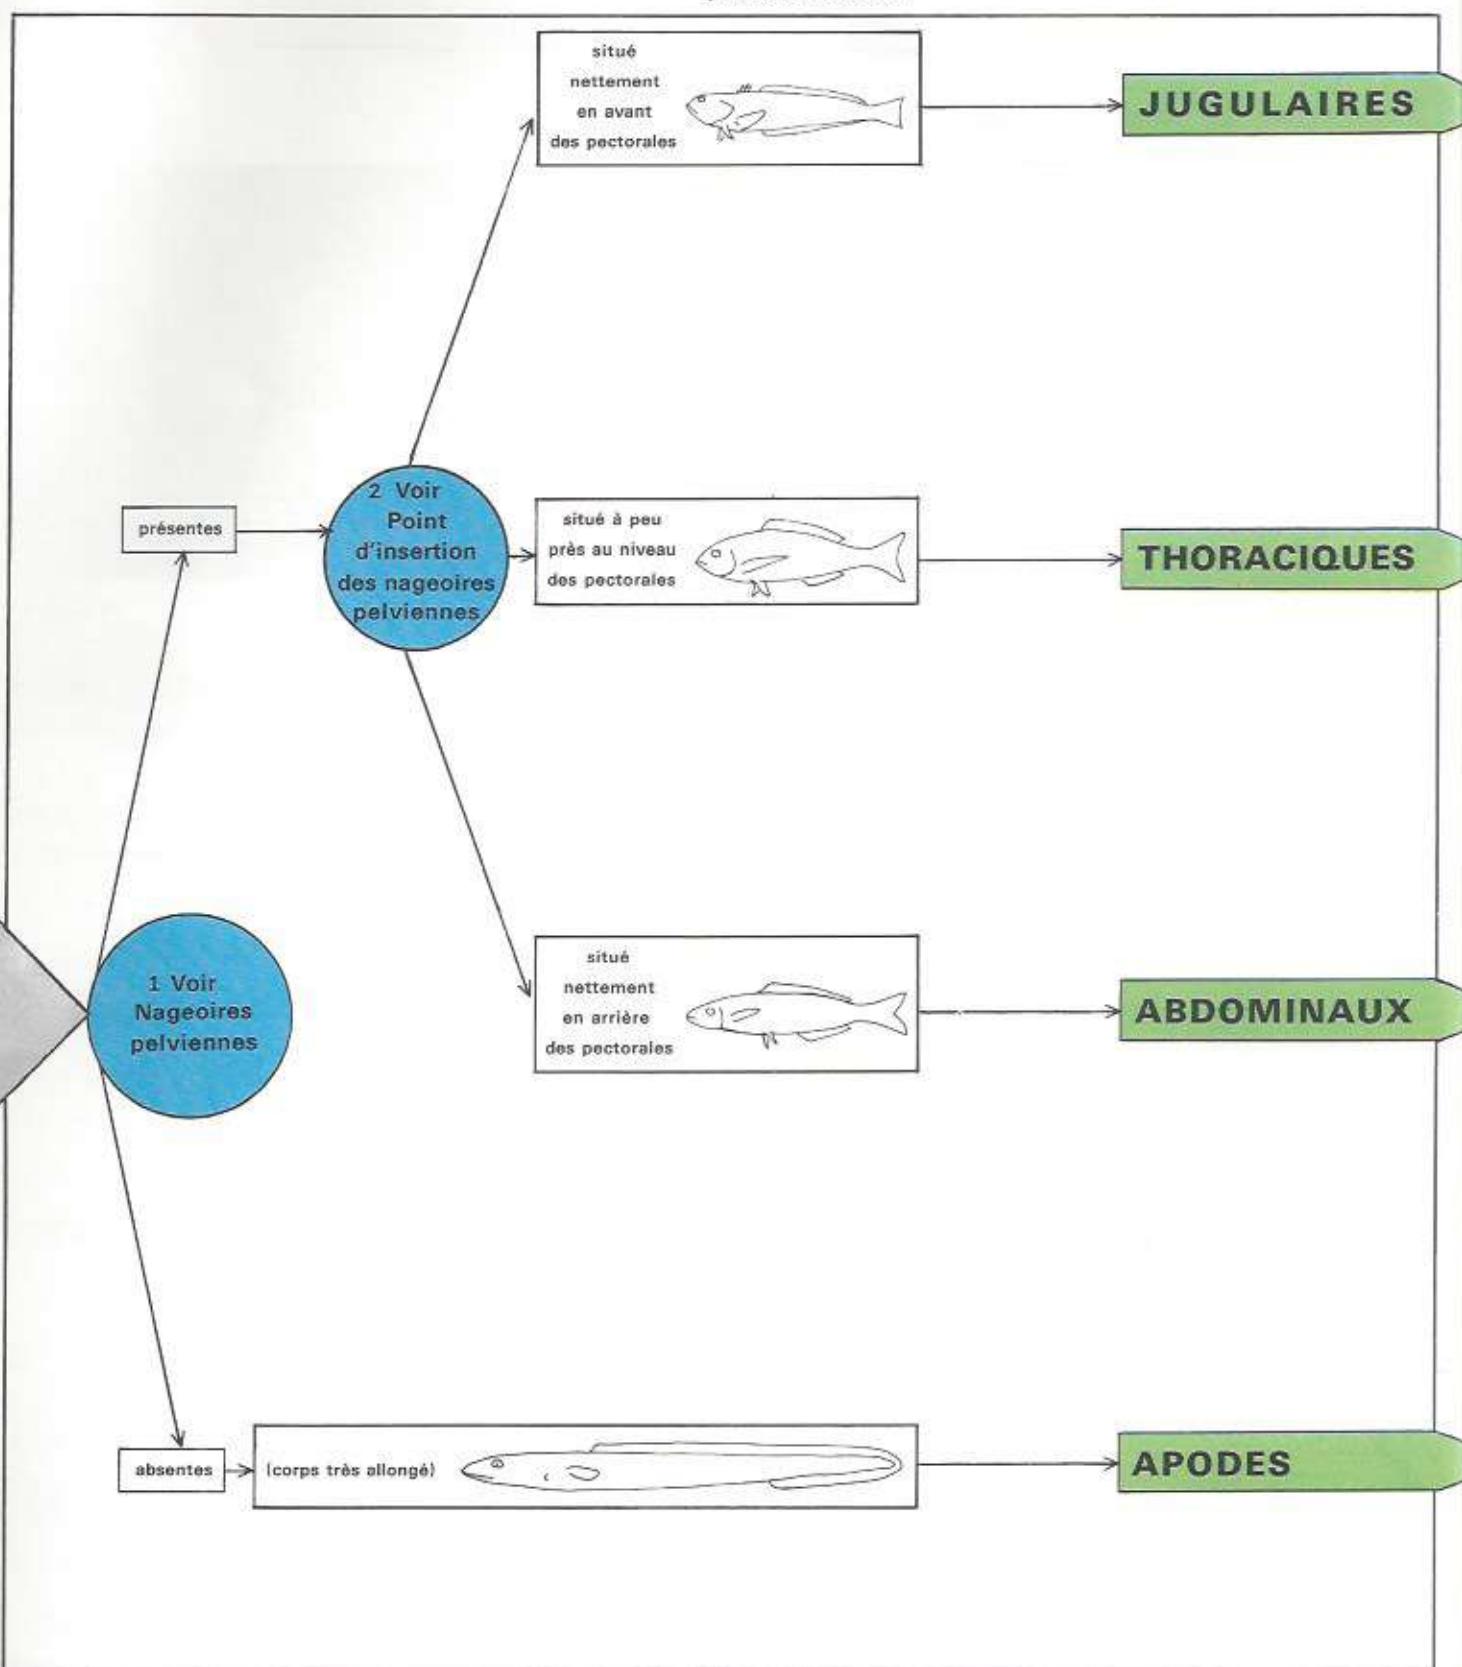 situé
nettement
en avant
des pectorales
JUGULAIRES
présentes
2 Voir
Point
d'insertion
des nageoires
pelviennes
situé à peu
près au niveau
des pectorales
THORACIQUES
1 Voir
Nageoires
pelviennes
situé
nettement
en arrière
des pectorales
ABDOMINAUX
absentes
(corps très allongé)
APODES